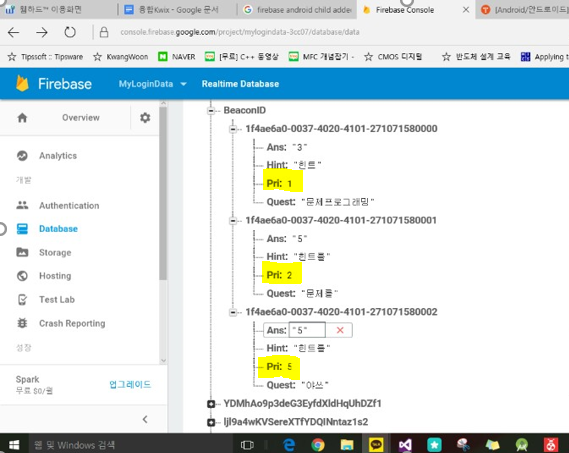 웹하드™ 이용화면
종합Kwix - Google 문서
firebase android child added
Firebase Console
[Android/안드로이드]
console.firebase.google.com/project/mylogindata-3cc07/database/data
Tipssoft :: Tipsware
KwangWoon
NAVER
[무료] C++ 동영상
MFC 개념잡기 -
CMOS 디지털
반도체 설계 교육
Applying t
Firebase
MyLoginData
Realtime Database
Overview
Analytics
개발
Authentication
Database
Storage
Hosting
Test Lab
Crash Reporting
성장
Spark
무료 $0/월
업그레이드
BeaconID
1f4ae6a0-0037-4020-4101-271071580000
Ans: "3"
Hint: "힌트"
Pri: 1
Quest: "문제프로그래밍"
1f4ae6a0-0037-4020-4101-271071580001
Ans: "5"
Hint: "힌트롤"
Pri: 2
Quest: "문제롤"
1f4ae6a0-0037-4020-4101-271071580002
Ans: "5"
Hint: "힌트롤"
Pri: 5
Quest: "야쓰"
YDMhAo9p3deG3EyfdXldHqUhDZf1
ljl9a4wKVSereXTfYDQINntaz1s2
웹 및 Windows 검색